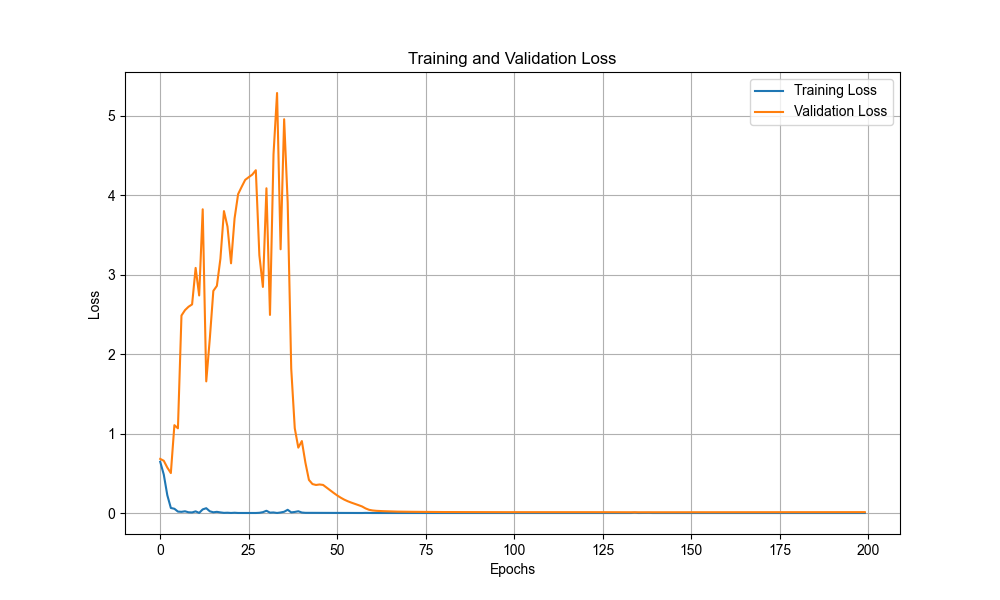 Training and Validation Loss
Training Loss
Validation Loss
5
4
3
2
1
0
Loss
0 25 50 75 100 125 150 175 200
Epochs